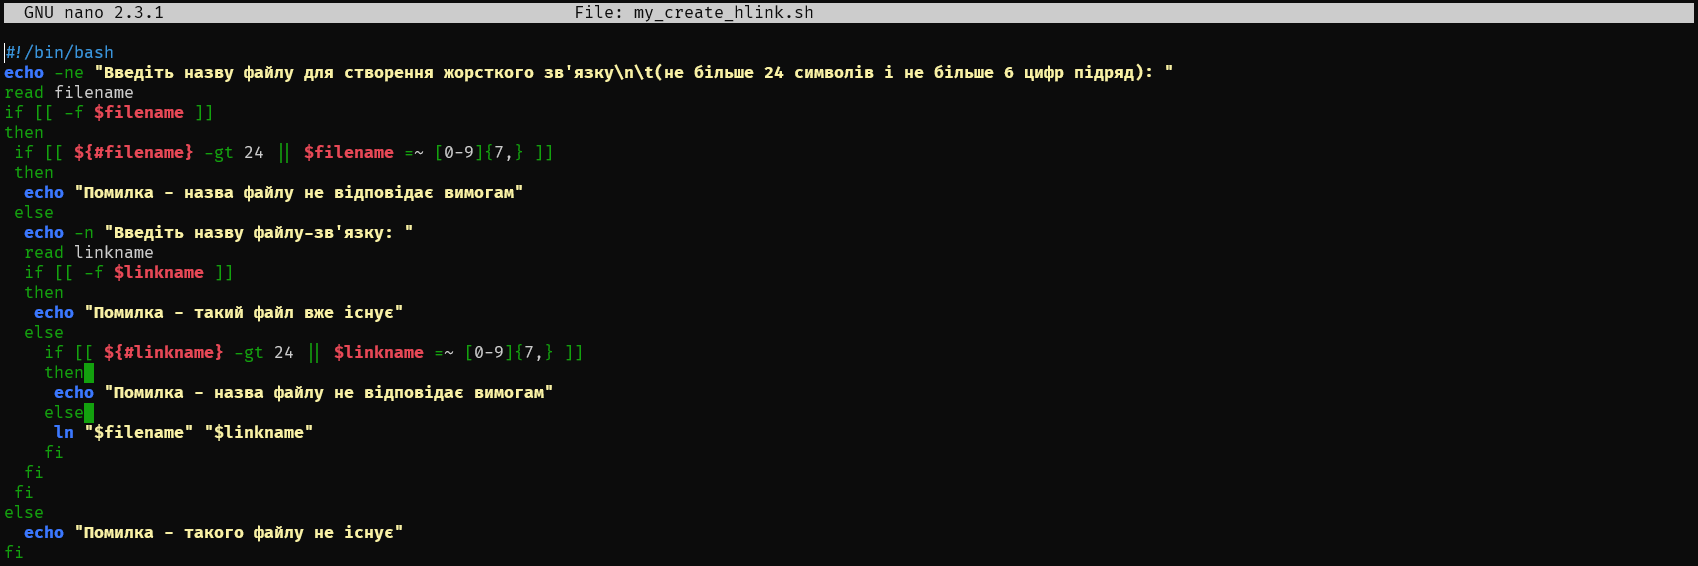 GNU nano 2.3.1 File: my_create_hlink.sh
#!/bin/bash
echo -ne "Введіть назву файлу для створення жорсткого зв'язку\n\t(не більше 24 символів і не більше 6 цифр підряд): "
read filename
if [[ -f $filename ]]
then
 if [[ ${#filename} -gt 24 || $filename =~ [0-9]{7,} ]]
 then
  echo "Помилка - назва файлу не відповідає вимогам"
 else
  echo -n "Введіть назву файлу-зв'язку: "
  read linkname
  if [[ -f $linkname ]]
  then
   echo "Помилка - такий файл вже існує"
  else
    if [[ ${#linkname} -gt 24 || $linkname =~ [0-9]{7,} ]]
    then
     echo "Помилка - назва файлу не відповідає вимогам"
    else
     ln "$filename" "$linkname"
    fi
  fi
 fi
else
  echo "Помилка - такого файлу не існує"
fi